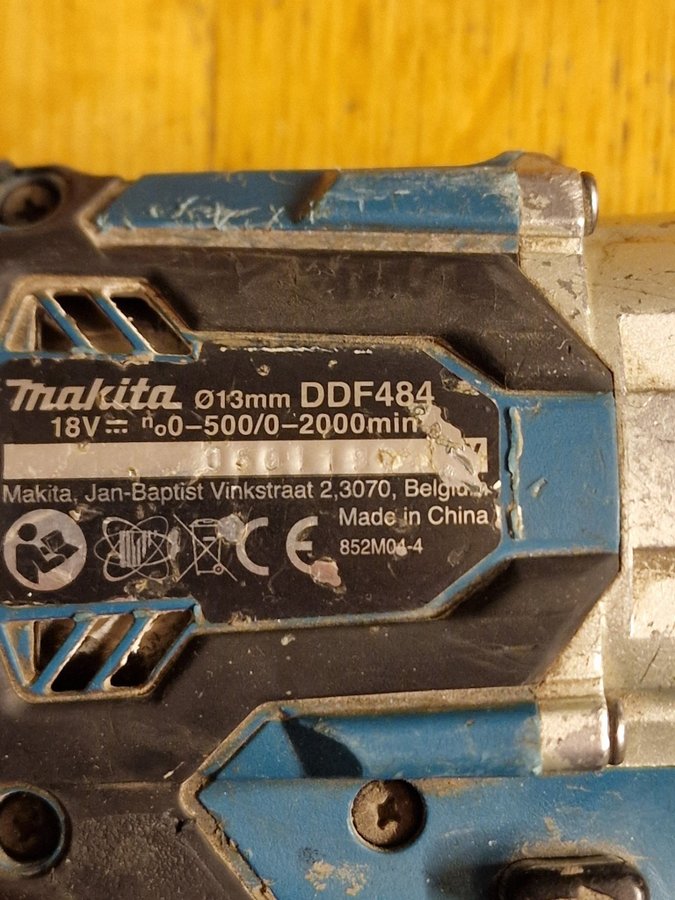 makita Ø13mm DDF484
18V⎓ n₀0-500/0-2000min
Makita, Jan-Baptist Vinkstraat 2,3070, Belgium
Made in China
CE
852M04-4